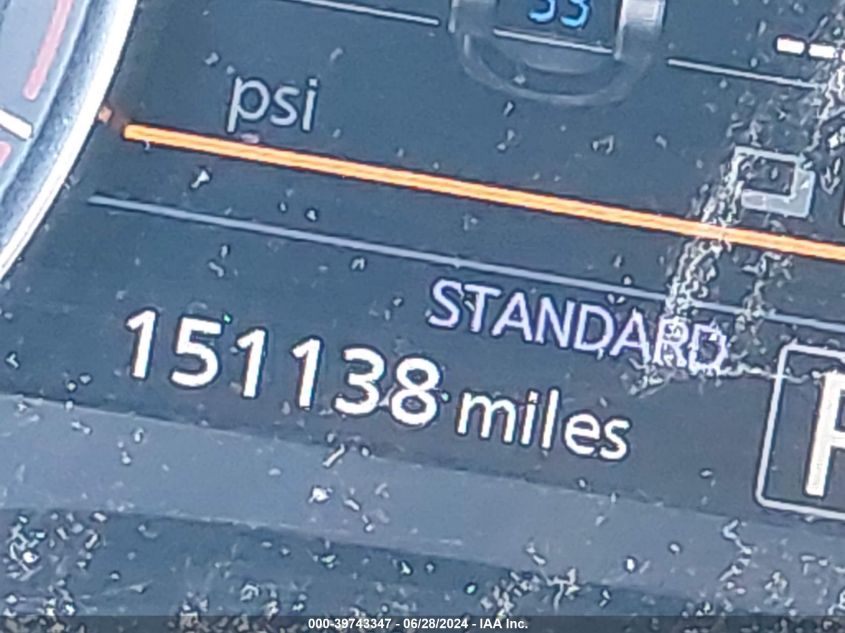 33
psi
STANDARD
151138 miles
P
000-39743347 - 06/28/2024 - IAA Inc.